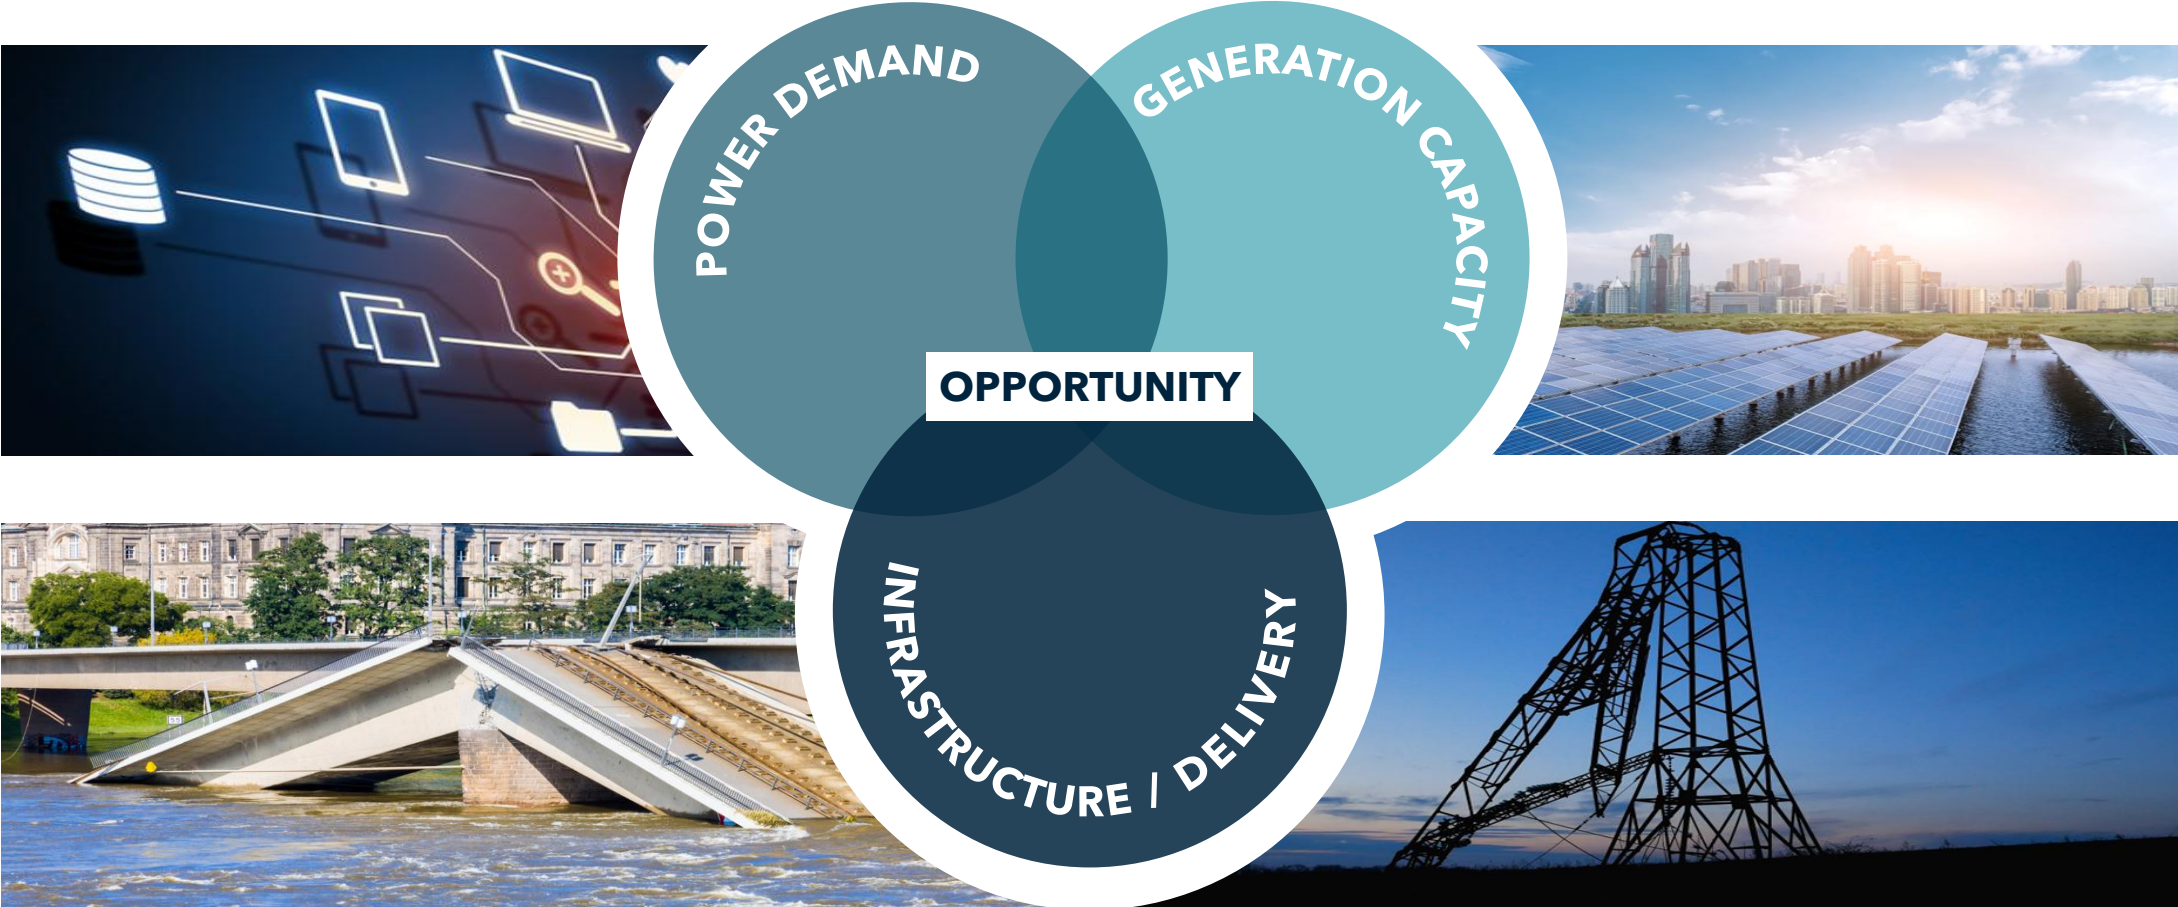 POWER DEMAND
GENERATION CAPACITY
OPPORTUNITY
INFRASTRUCTURE / DELIVERY